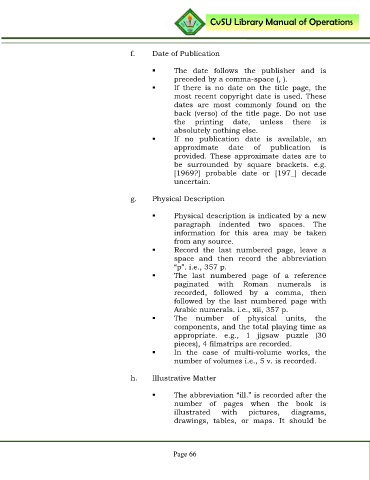 CvSU Library Manual of Operations
f. Date of Publication
▪ The date follows the publisher and is
preceded by a comma-space (, ).
▪ If there is no date on the title page, the
most recent copyright date is used. These
dates are most commonly found on the
back (verso) of the title page. Do not use
the printing date, unless there is
absolutely nothing else.
▪ If no publication date is available, an
approximate date of publication is
provided. These approximate dates are to
be surrounded by square brackets. e.g.
[1969?] probable date or [197_] decade
uncertain.
g. Physical Description
▪ Physical description is indicated by a new
paragraph indented two spaces. The
information for this area may be taken
from any source.
▪ Record the last numbered page, leave a
space and then record the abbreviation
“p”. i.e., 357 p.
▪ The last numbered page of a reference
paginated with Roman numerals is
recorded, followed by a comma, then
followed by the last numbered page with
Arabic numerals. i.e., xii, 357 p.
▪ The number of physical units, the
components, and the total playing time as
appropriate. e.g., 1 jigsaw puzzle (30
pieces), 4 filmstrips are recorded.
▪ In the case of multi-volume works, the
number of volumes i.e., 5 v. is recorded.
h. Illustrative Matter
▪ The abbreviation “ill.” is recorded after the
number of pages when the book is
illustrated with pictures, diagrams,
drawings, tables, or maps. It should be
Page 66